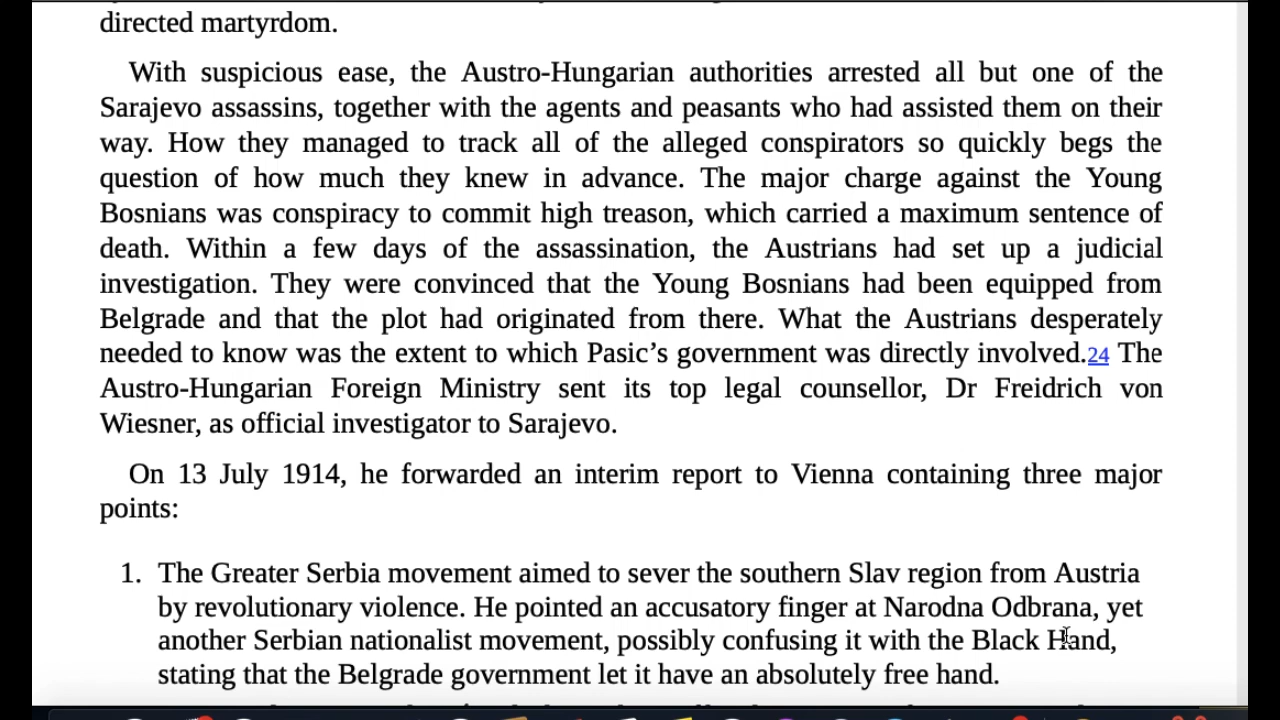 directed martyrdom.
With suspicious ease, the Austro-Hungarian authorities arrested all but one of the
Sarajevo assassins, together with the agents and peasants who had assisted them on their
way. How they managed to track all of the alleged conspirators so quickly begs the
question of how much they knew in advance. The major charge against the Young
Bosnians was conspiracy to commit high treason, which carried a maximum sentence of
death. Within a few days of the assassination, the Austrians had set up a judicial
investigation. They were convinced that the Young Bosnians had been equipped from
Belgrade and that the plot had originated from there. What the Austrians desperately
needed to know was the extent to which Pasic’s government was directly involved.24 The
Austro-Hungarian Foreign Ministry sent its top legal counsellor, Dr Freidrich von
Wiesner, as official investigator to Sarajevo.
On 13 July 1914, he forwarded an interim report to Vienna containing three major
points:
1. The Greater Serbia movement aimed to sever the southern Slav region from Austria
by revolutionary violence. He pointed an accusatory finger at Narodna Odbrana, yet
another Serbian nationalist movement, possibly confusing it with the Black Hand,
stating that the Belgrade government let it have an absolutely free hand.